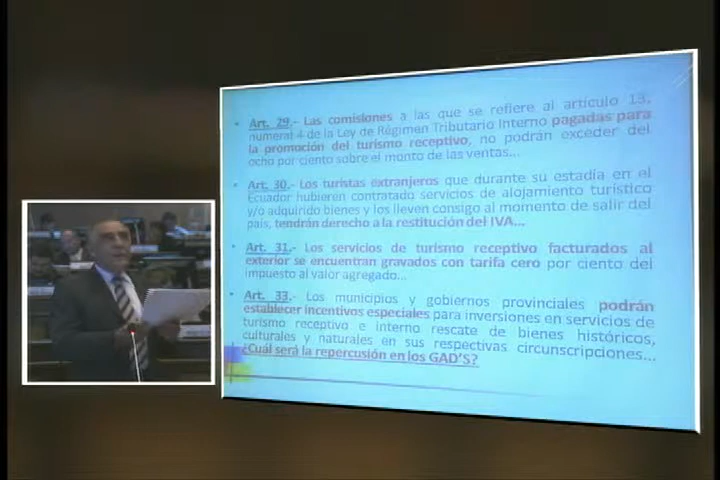 • Art. 29.- Las comisiones a las que se refiere al artículo 13,
numeral 4 de la Ley de Régimen Tributario Interno pagadas para
la promoción del turismo receptivo, no podrán exceder del
ocho por ciento sobre el monto de las ventas...
• Art. 30.- Los turistas extranjeros que durante su estadía en el
Ecuador hubieren contratado servicios de alojamiento turístico
y/o adquirido bienes y los lleven consigo al momento de salir del
país, tendrán derecho a la restitución del IVA...
• Art. 31.- Los servicios de turismo receptivo facturados al
exterior se encuentran gravados con tarifa cero por ciento del
impuesto al valor agregado...
• Art. 33.- Los municipios y gobiernos provinciales podrán
establecer incentivos especiales para inversiones en servicios de
turismo receptivo e interno rescate de bienes históricos,
culturales y naturales en sus respectivas circunscripciones...
¿Cuál será la repercusión en los GAD'S?